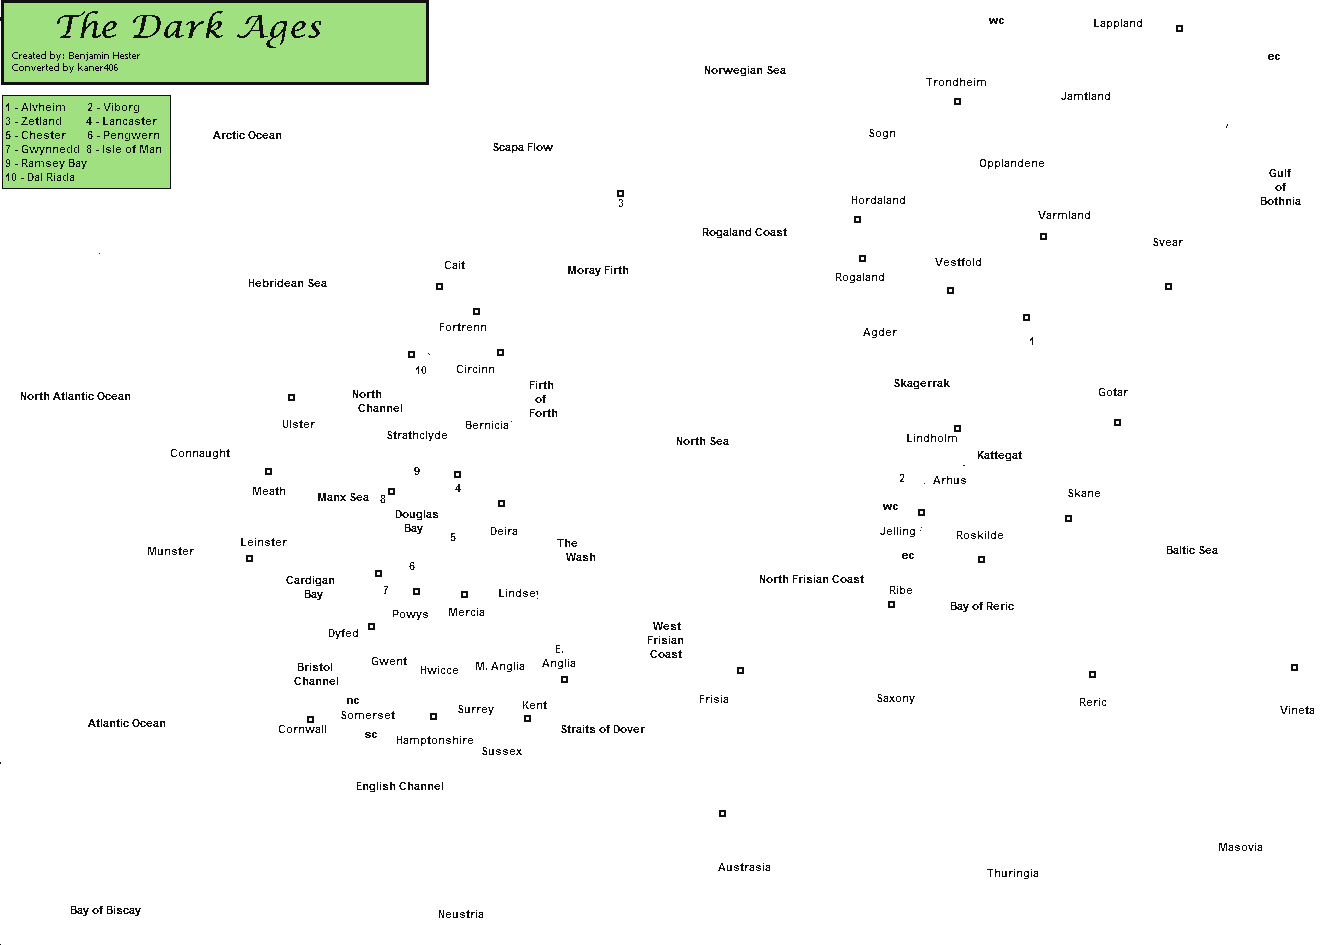 The Dark Ages
Created by: Benjamin Hester
Converted by kaner406
1 - Alvheim 2 - Viborg
3 - Zetland 4 - Lancaster
5 - Chester 6 - Pengwern
7 - Gwynnedd 8 - Isle of Man
9 - Ramsey Bay
10 - Dal Riada
wc
Lappland
ec
Norwegian Sea
Trondheim
Jamtland
Arctic Ocean
Sogn
Scapa Flow
Opplandene
Gulf
of
Bothnia
3
Hordaland
Varmland
Rogaland Coast
Svear
Cait
Moray Firth
Vestfold
Rogaland
Hebridean Sea
Fortrenn
Agder
1
10
Circinn
Skagerrak
Firth
of
Forth
North Atlantic Ocean
North
Channel
Gotar
Ulster
Bernicia
Strathclyde
North Sea
Lindholm
Connaught
Kattegat
9
2
Arhus
Meath
Manx Sea
8
4
Skane
wc
Douglas
Bay
Deira
Jelling
Roskilde
5
Leinster
The
Wash
Munster
Baltic Sea
ec
6
Cardigan
Bay
North Frisian Coast
7
Lindsey
Ribe
Powys
Mercia
Bay of Reric
Dyfed
West
Frisian
Coast
E.
Anglia
Gwent
Hwicce
M. Anglia
Bristol
Channel
nc
Frisia
Saxony
Reric
Vineta
Somerset
Surrey
Kent
Atlantic Ocean
Cornwall
sc
Hamptonshire
Straits of Dover
Sussex
English Channel
Masovia
Austrasia
Thuringia
Bay of Biscay
Neustria